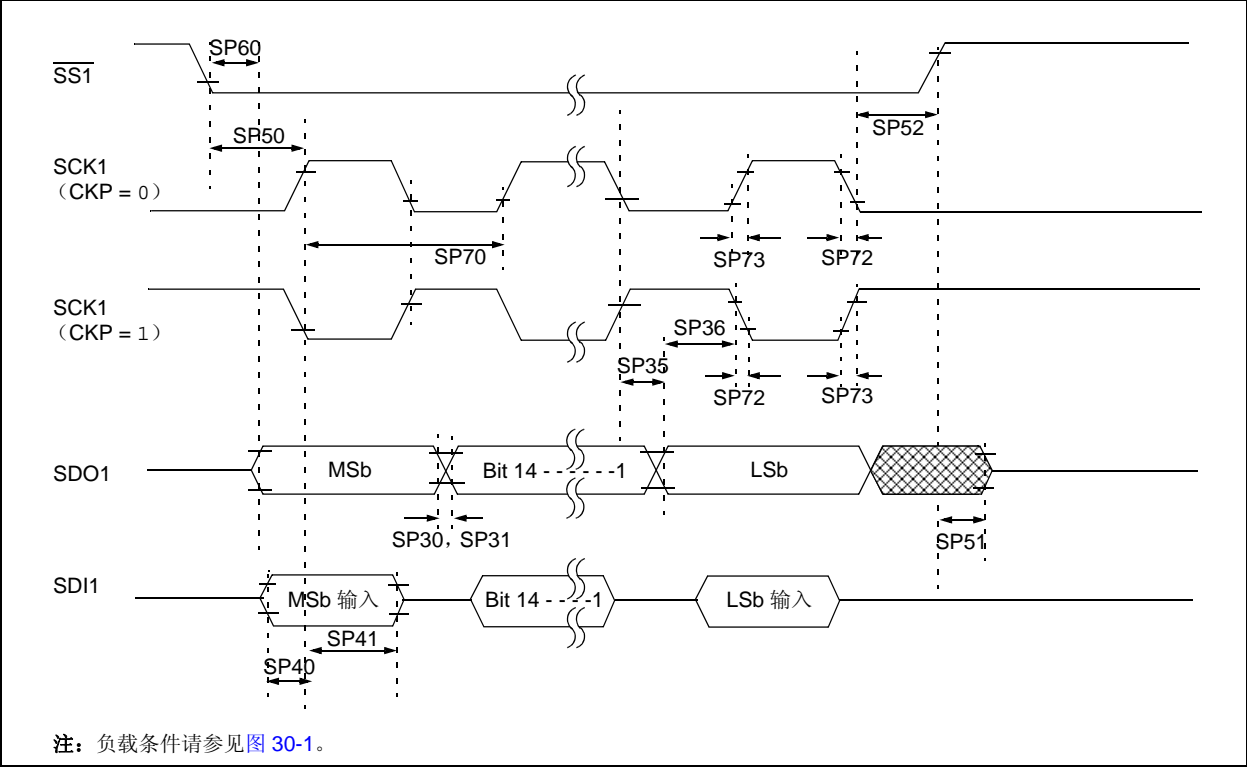 SP60
SS1
SP52
SP50
SCK1
（CKP = 0）
SP70
SP73
SP72
SCK1
（CKP = 1）
SP36
SP35
SP72
SP73
SDO1
MSb
Bit 14 - - - - - -1
LSb
SP30，SP31
SP51
SDI1
MSb 输入
Bit 14 - - - -1
LSb 输入
SP41
SP40
注：负载条件请参见图 30-1。